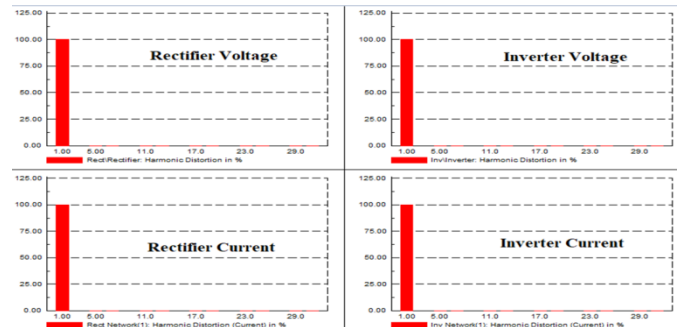 125.00
100.00
75.00
50.00
25.00
0.00
Rectifier Voltage
1.00 5.00 11.0 17.0 23.0 29.0
Rect\Rectifier: Harmonic Distortion in %
125.00
100.00
75.00
50.00
25.00
0.00
Inverter Voltage
1.00 5.00 11.0 17.0 23.0 29.0
Inv\Inverter: Harmonic Distortion in %
125.00
100.00
75.00
50.00
25.00
0.00
Rectifier Current
1.00 5.00 11.0 17.0 23.0 29.0
Rect Network(1): Harmonic Distortion (Current) in %
125.00
100.00
75.00
50.00
25.00
0.00
Inverter Current
1.00 5.00 11.0 17.0 23.0 29.0
Inv Network(1): Harmonic Distortion (Current) in %